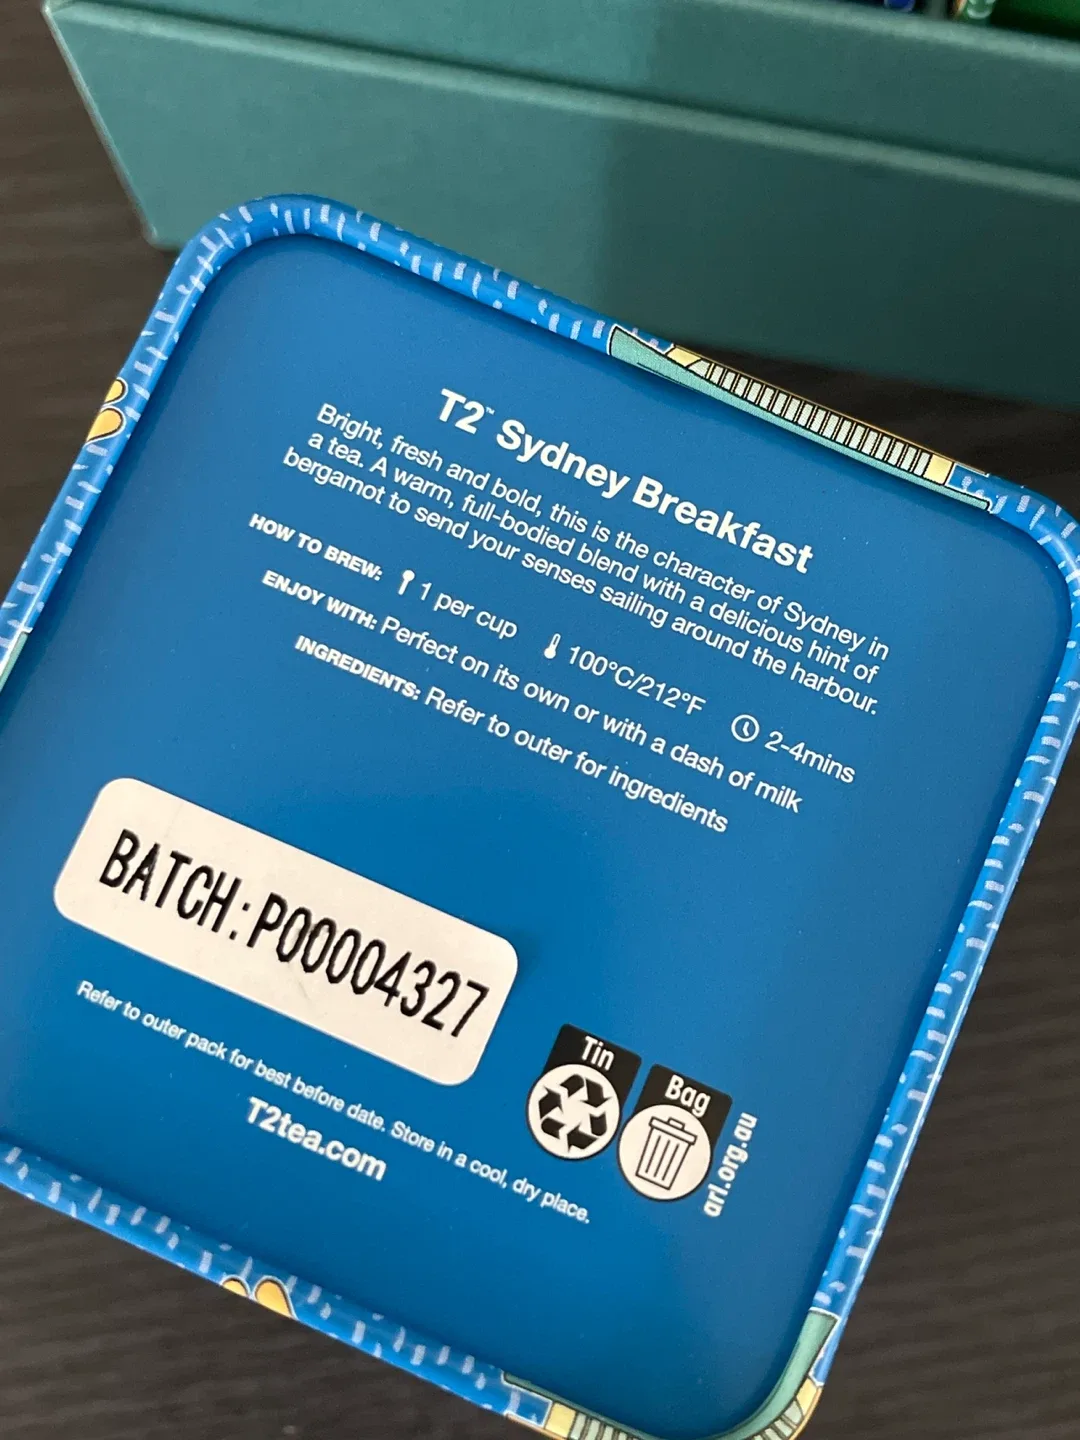 T2™ Sydney Breakfast
Bright, fresh and bold, this is the character of Sydney in
a tea. A warm, full-bodied blend with a delicious hint of
bergamot to send your senses sailing around the harbour.
HOW TO BREW: 1 per cup 100°C/212°F 2-4mins
ENJOY WITH: Perfect on its own or with a dash of milk
INGREDIENTS: Refer to outer for ingredients
BATCH: P00004327
Refer to outer pack for best before date. Store in a cool, dry place.
T2tea.com
Tin
Bag
arl.org.au